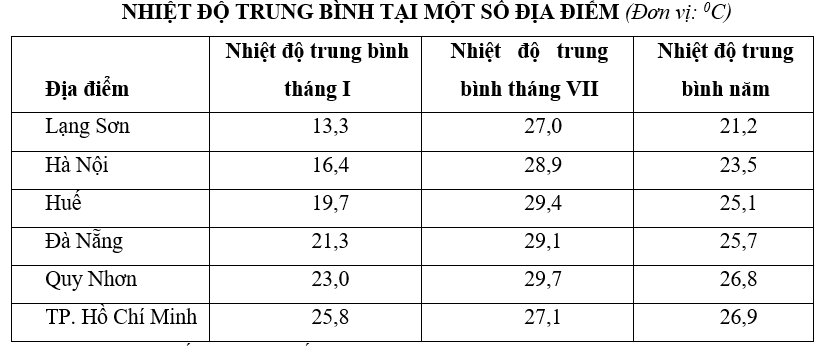 NHIỆT ĐỘ TRUNG BÌNH TẠI MỘT SỐ ĐỊA ĐIỂM (Đơn vị: ⁰C)
Địa điểm | Nhiệt độ trung bình tháng I | Nhiệt độ trung bình tháng VII | Nhiệt độ trung bình năm
Lạng Sơn | 13,3 | 27,0 | 21,2
Hà Nội | 16,4 | 28,9 | 23,5
Huế | 19,7 | 29,4 | 25,1
Đà Nẵng | 21,3 | 29,1 | 25,7
Quy Nhơn | 23,0 | 29,7 | 26,8
TP. Hồ Chí Minh | 25,8 | 27,1 | 26,9